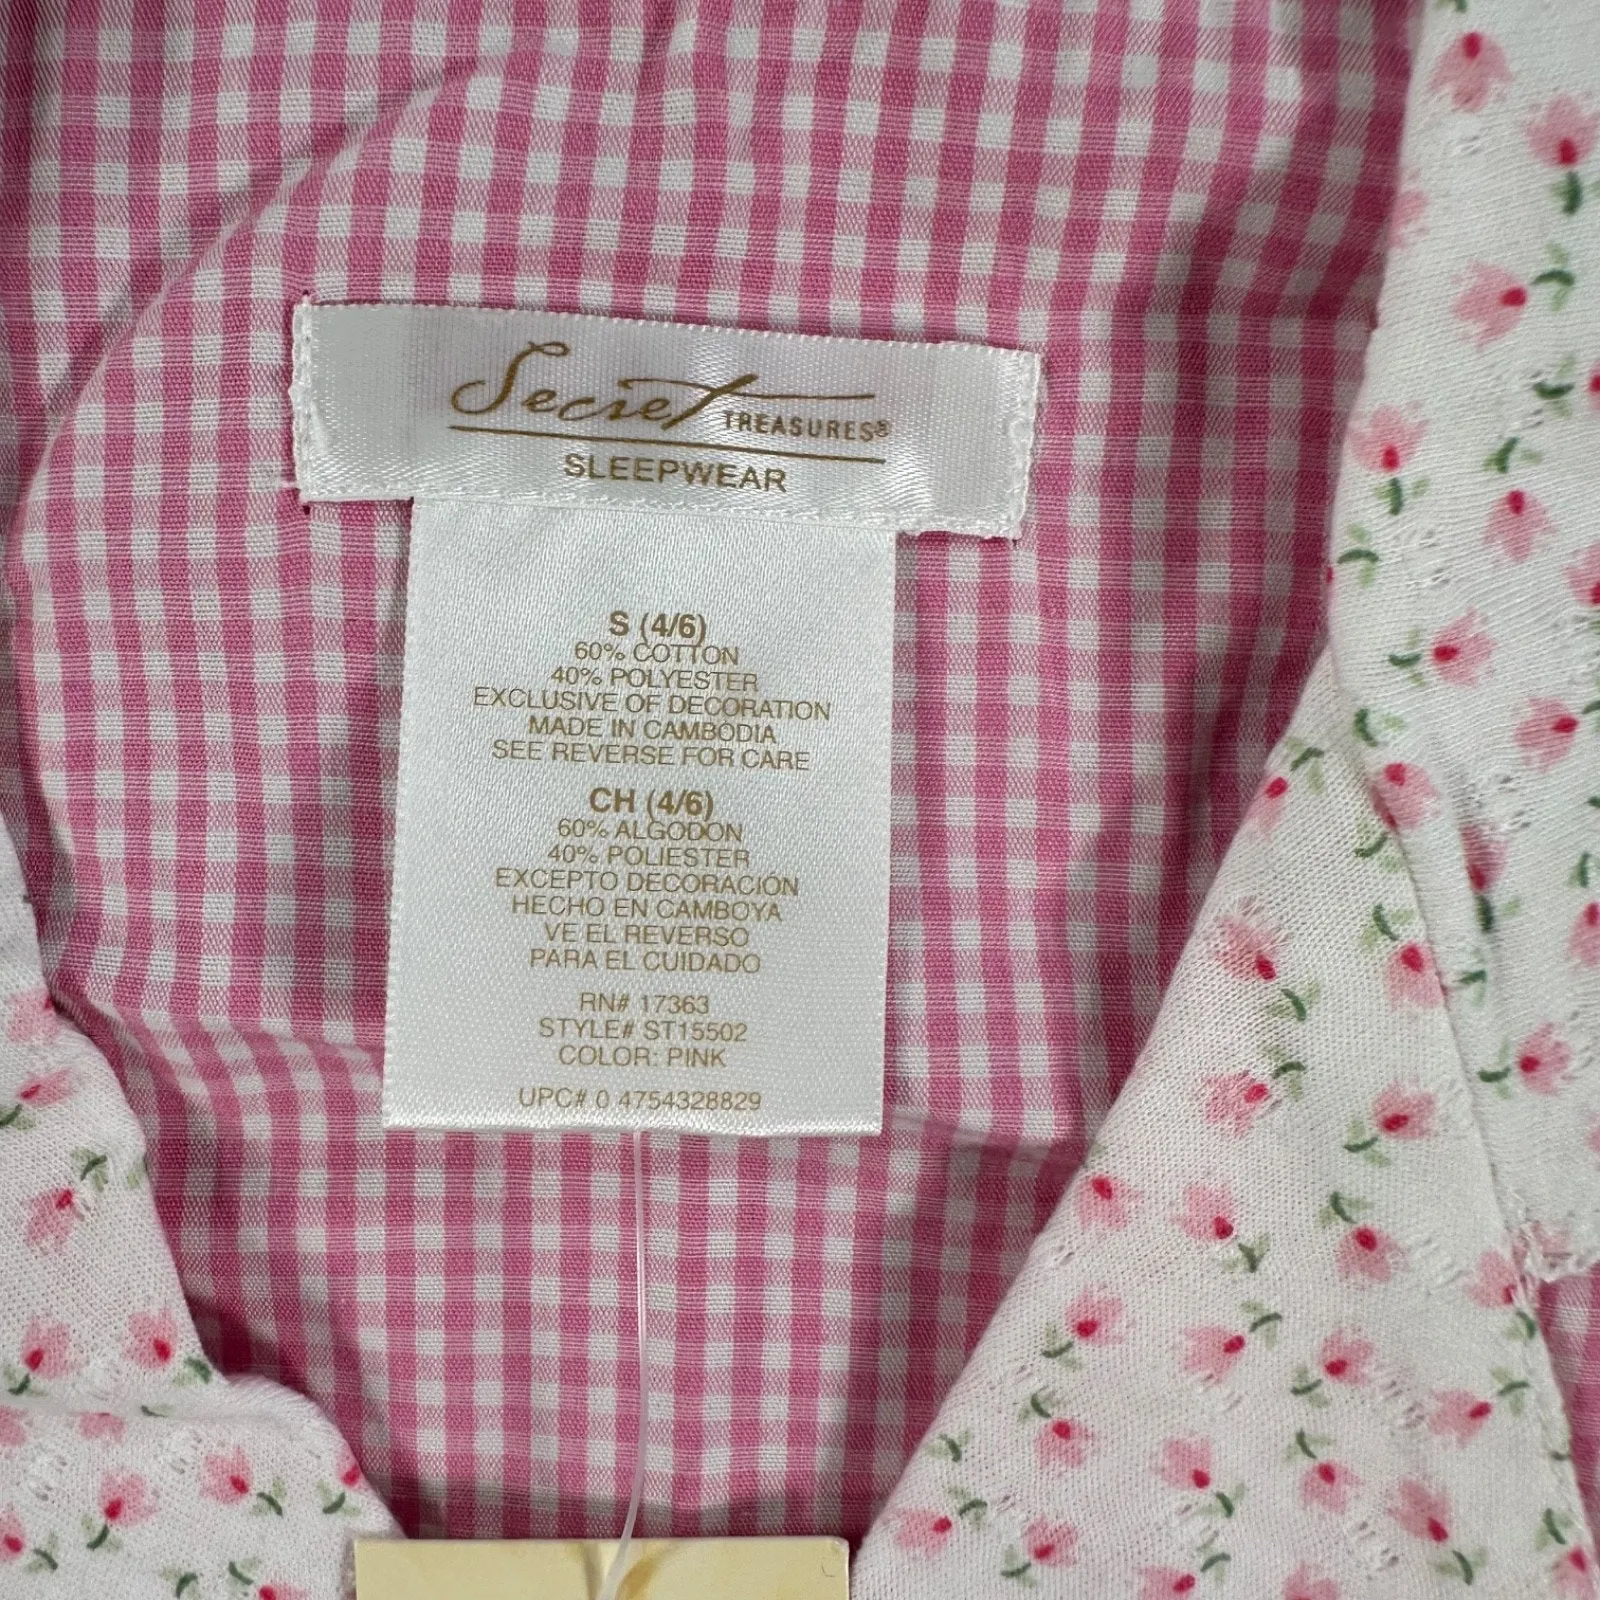 Secret TREASURES®
SLEEPWEAR
S (4/6)
60% COTTON
40% POLYESTER
EXCLUSIVE OF DECORATION
MADE IN CAMBODIA
SEE REVERSE FOR CARE
CH (4/6)
60% ALGODON
40% POLIESTER
EXCEPTO DECORACIÓN
HECHO EN CAMBOYA
VE EL REVERSO
PARA EL CUIDADO
RN# 17363
STYLE# ST15502
COLOR: PINK
UPC# 0 4754328829